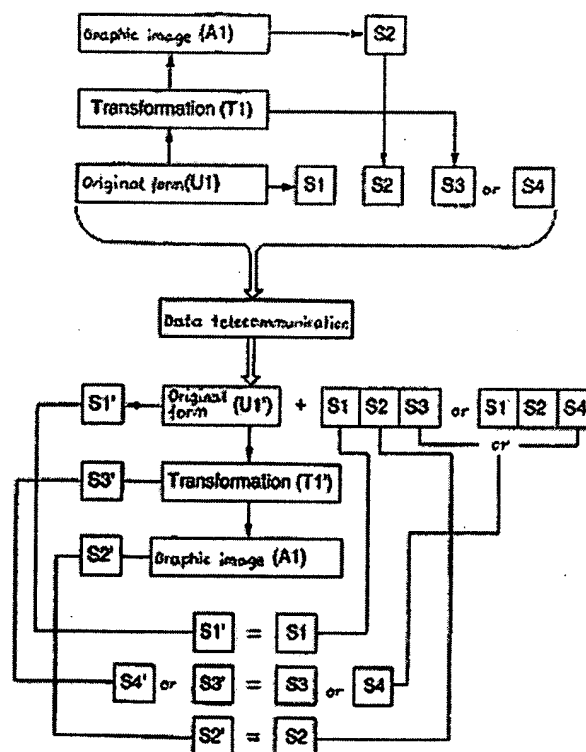 Graphic image (A1) S2
Transformation (T1)
Original form (U1) S1 S2 S3 or S4
Data telecommunication
S1' Original form (U1') + S1 S2 S3 or S1 S2 S4
or
S3' Transformation (T1')
S2' Graphic image (A1)
S1' = S1
S4' or S3' = S3 or S4
S2' = S2